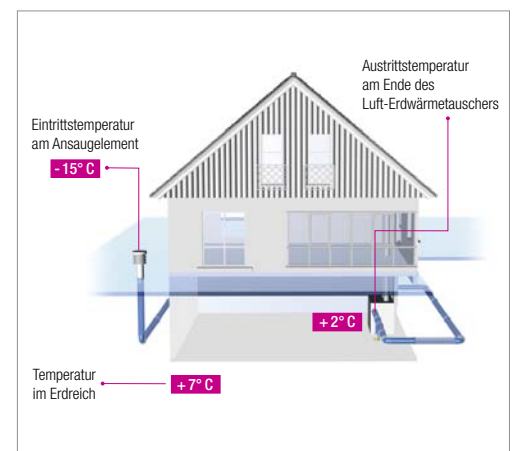 Austrittstemperatur
am Ende des
Luft-Erdwärmetauschers
Eintrittstemperatur
am Ansaugelement
-15° C
+2° C
Temperatur
im Erdreich
+7° C